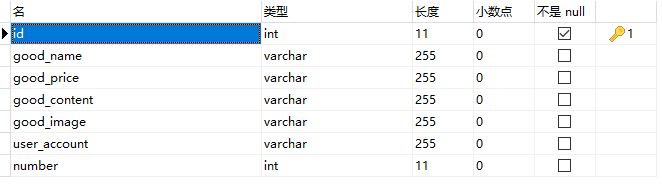 名 类型 长度 小数点 不是 null
id int 11 0 1
good_name varchar 255 0
good_price varchar 255 0
good_content varchar 255 0
good_image varchar 255 0
user_account varchar 255 0
number int 11 0